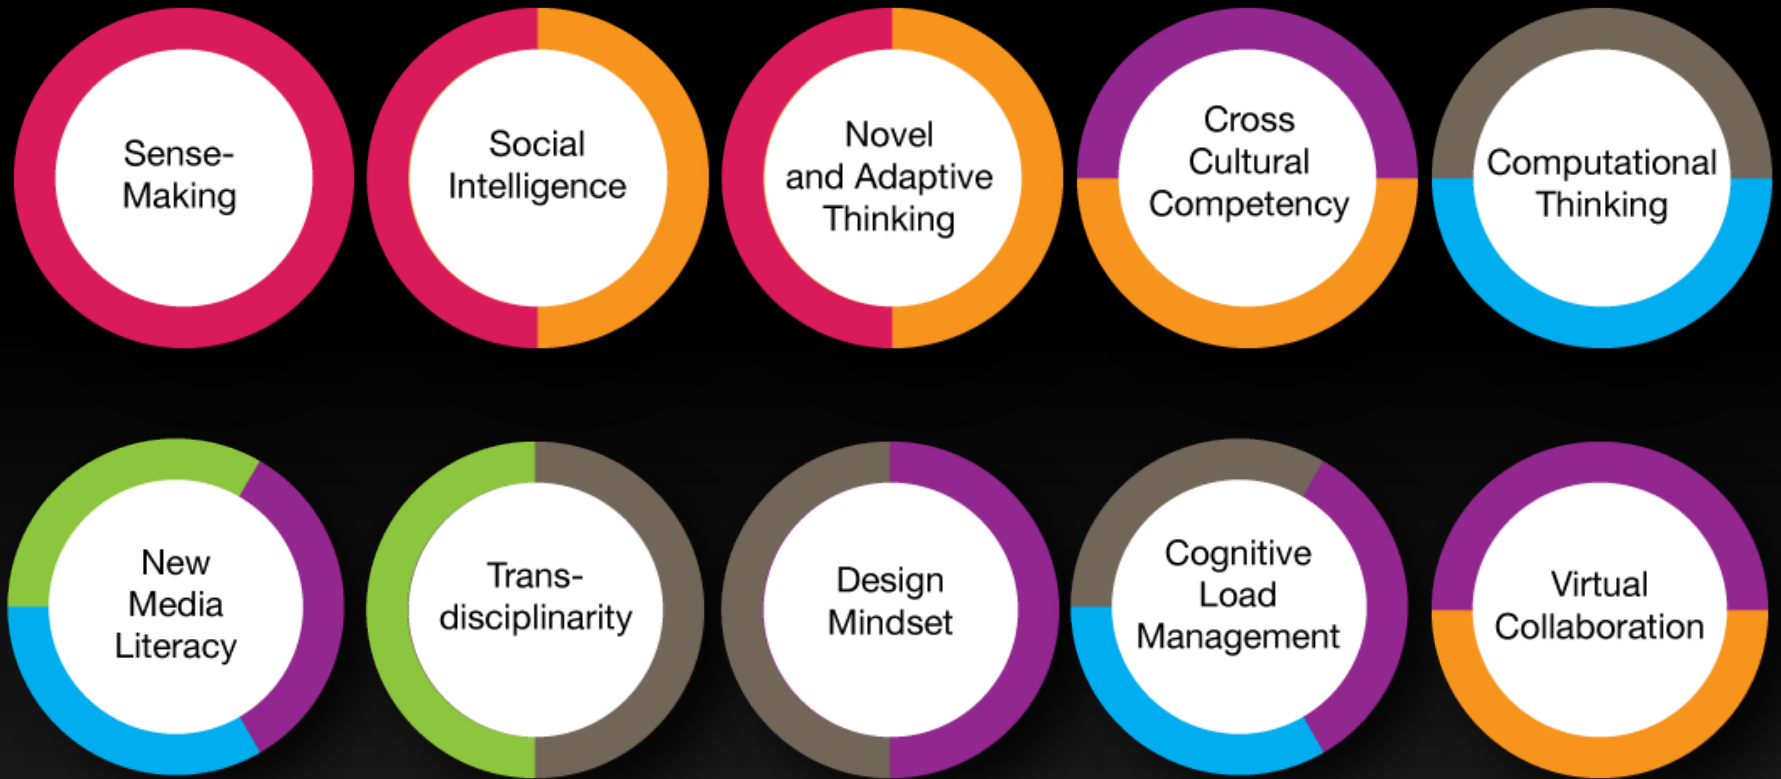 Sense-
Making
Social
Intelligence
Novel
and Adaptive
Thinking
Cross
Cultural
Competency
Computational
Thinking
New
Media
Literacy
Trans-
disciplinarity
Design
Mindset
Cognitive
Load
Management
Virtual
Collaboration